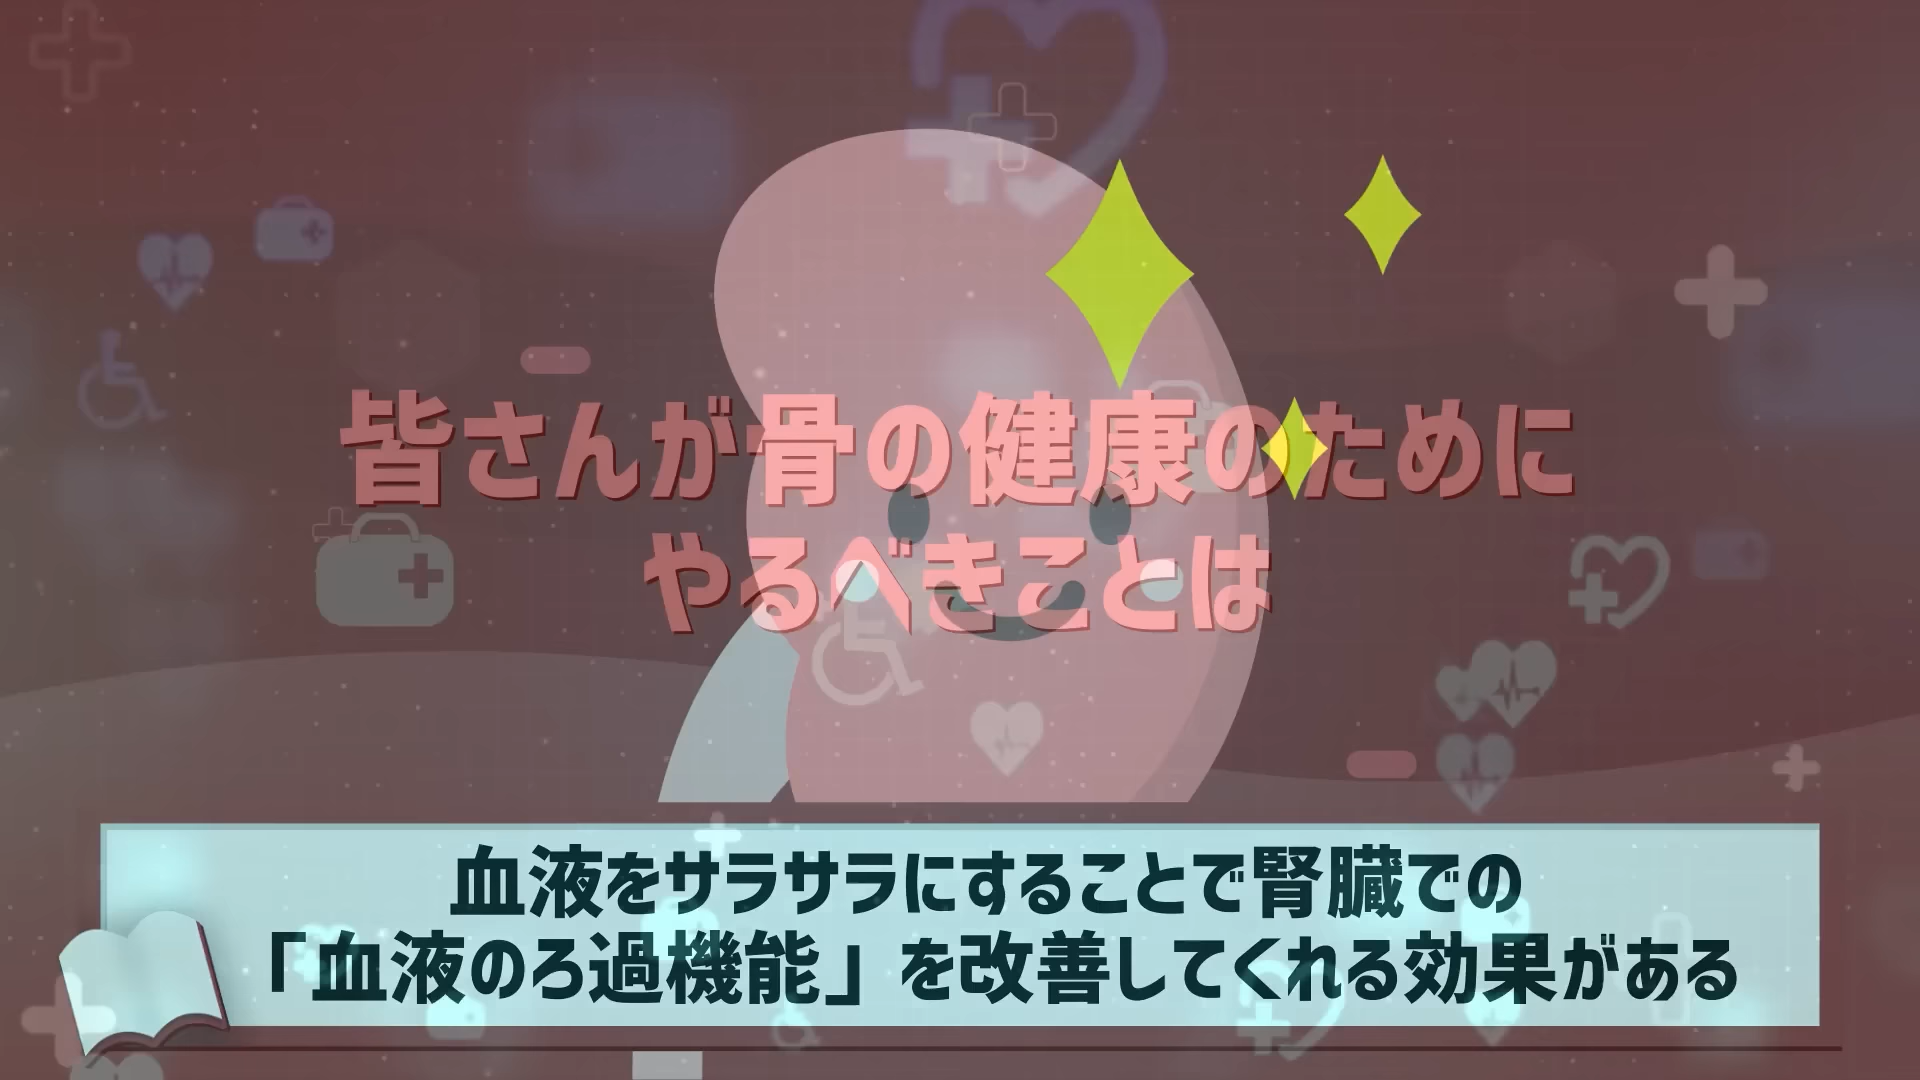 皆さんが骨の健康のために
やるべきことは
血液をサラサラにすることで腎臓での
「血液のろ過機能」を改善してくれる効果がある